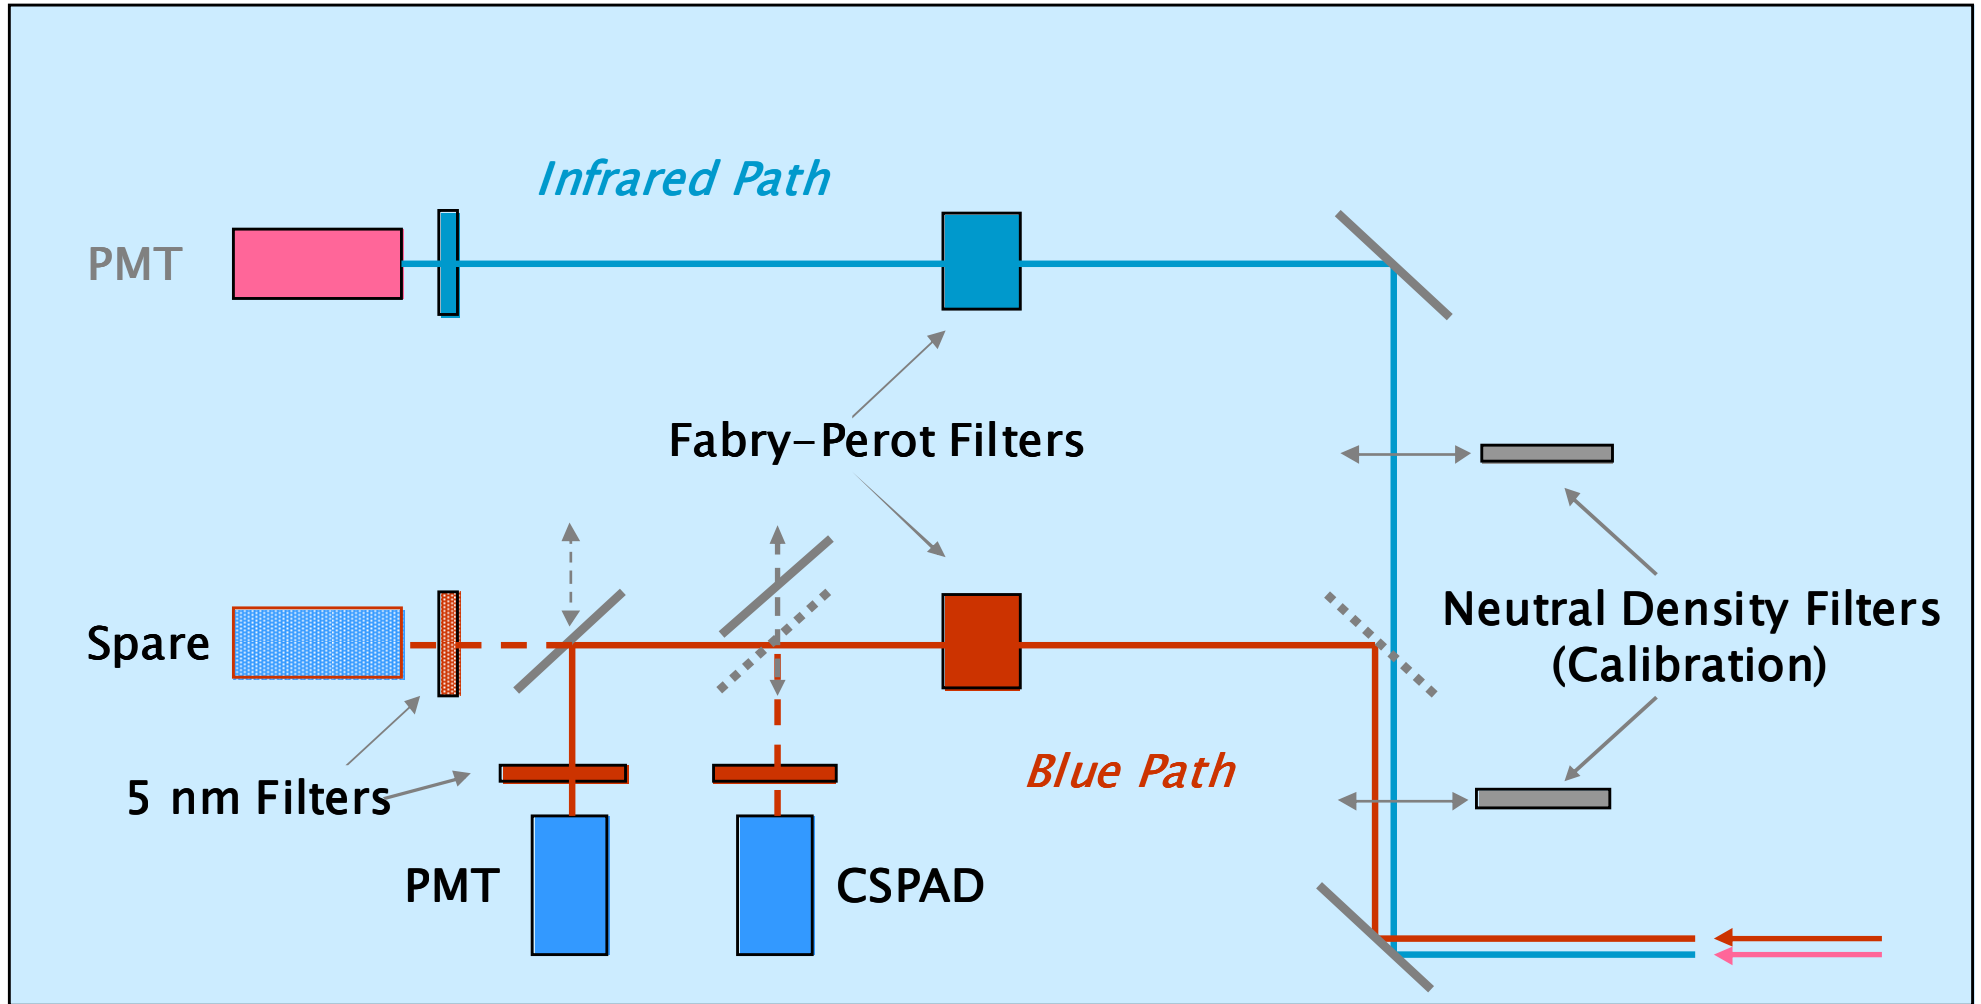 Infrared Path
PMT
Fabry-Perot Filters
Neutral Density Filters
(Calibration)
Spare
Blue Path
5 nm Filters
PMT
CSPAD